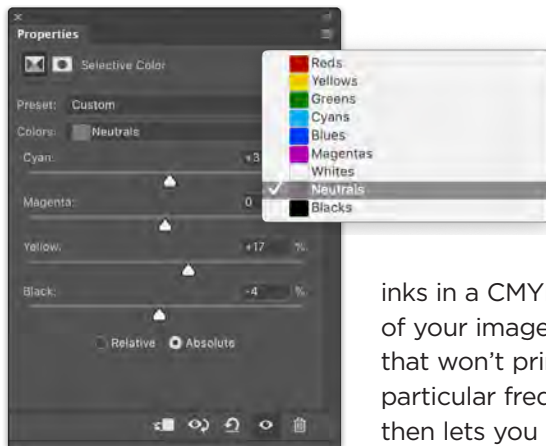 Properties
Selective Color
Preset: Custom
Colors: Neutrals
Cyan: +3
Magenta: 0
Yellow: +17 %
Black: -4 %
Relative Absolute
Reds
Yellows
Greens
Cyans
Blues
Magentas
Whites
Neutrals
Blacks
inks in a CMY
of your image
that won't pri
particular fre
then lets you